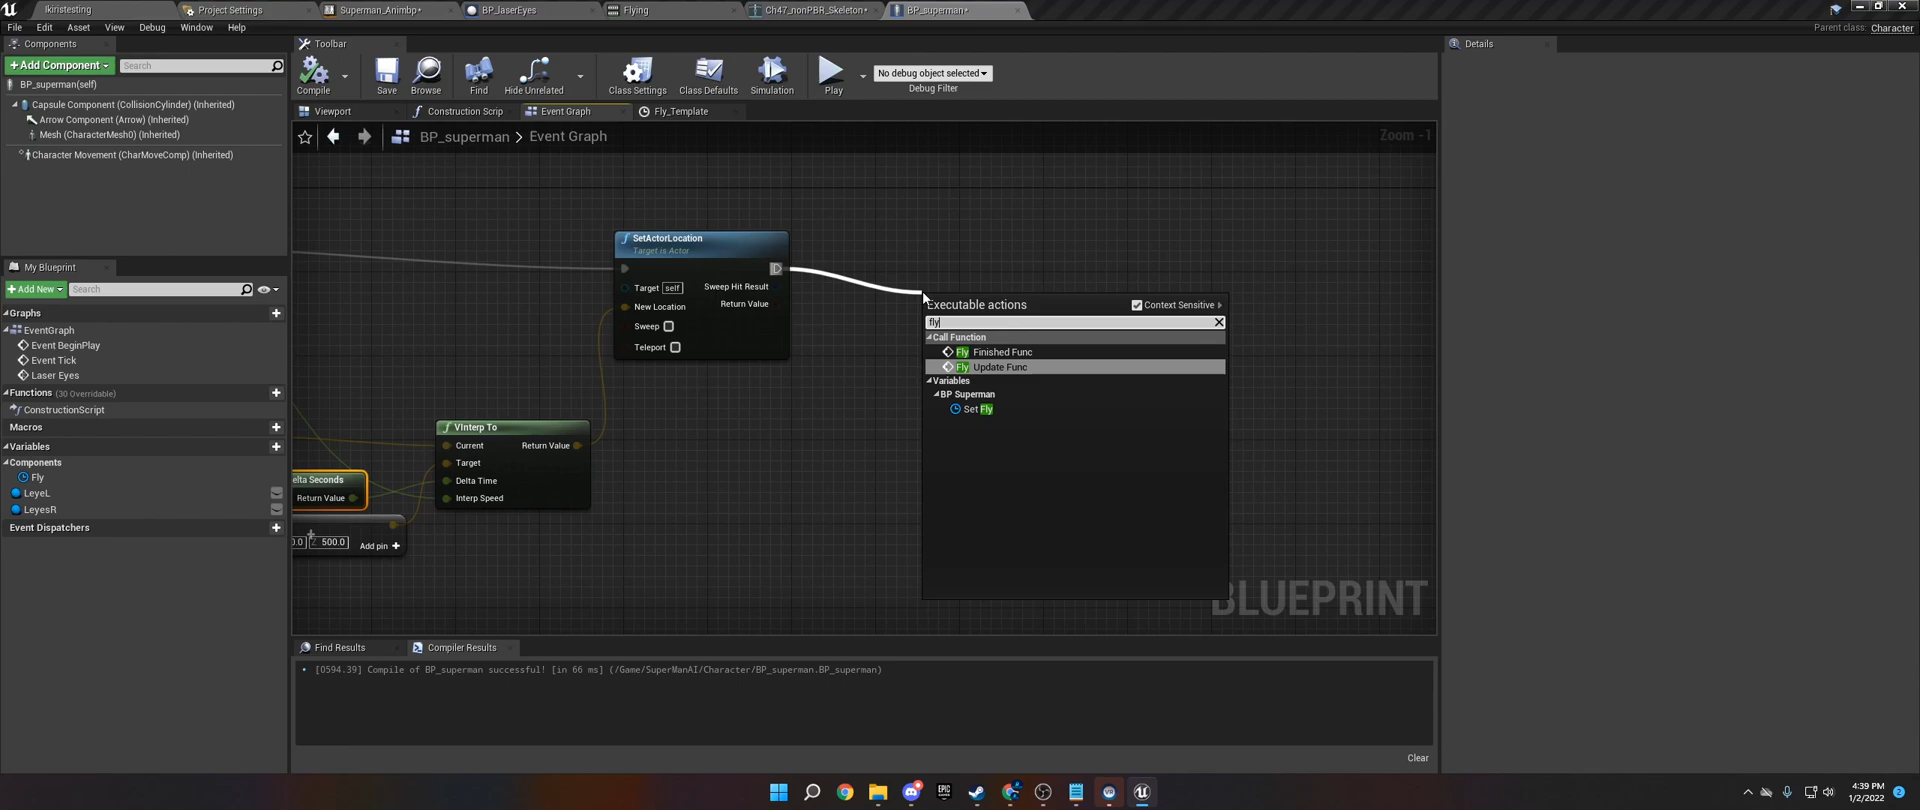 Ikiristesting
Project Settings
Superman_Animbp•
BP_laserEyes
Flying
Ch47_nonPBR_Skeleton•
BP_superman•
File Edit Asset View Debug Window Help
Parent class: Character
Components
Toolbar
Details
+Add Component
Search
BP_superman(self)
Capsule Component (CollisionCylinder) (Inherited)
Arrow Component (Arrow) (Inherited)
Mesh (CharacterMesh0) (Inherited)
Character Movement (CharMoveComp) (Inherited)
Compile
Save
Browse
Find
Hide Unrelated
Class Settings
Class Defaults
Simulation
Play
No debug object selected
Debug Filter
Viewport
Construction Scrip
Event Graph
Fly_Template
BP_superman > Event Graph
Zoom -1
My Blueprint
+Add New
Search
Graphs
EventGraph
Event BeginPlay
Event Tick
Laser Eyes
Functions (30 Overridable)
ConstructionScript
Macros
Variables
Components
Fly
LeyeL
LeyesR
Event Dispatchers
SetActorLocation
Target is Actor
Target self
Sweep Hit Result
New Location
Return Value
Sweep
Teleport
VInterp To
Current
Return Value
Target
Delta Time
Interp Speed
elta Seconds
Return Value
0.0 Z 500.0
Add pin +
Executable actions
Context Sensitive
fly
Call Function
Fly Finished Func
Fly Update Func
Variables
BP Superman
Set Fly
BLUEPRINT
Find Results
Compiler Results
• [0594.39] Compile of BP_superman successful! [in 66 ms] (/Game/SuperManAI/Character/BP_superman.BP_superman)
Clear
EPIC
4:39 PM
1/2/2022
2